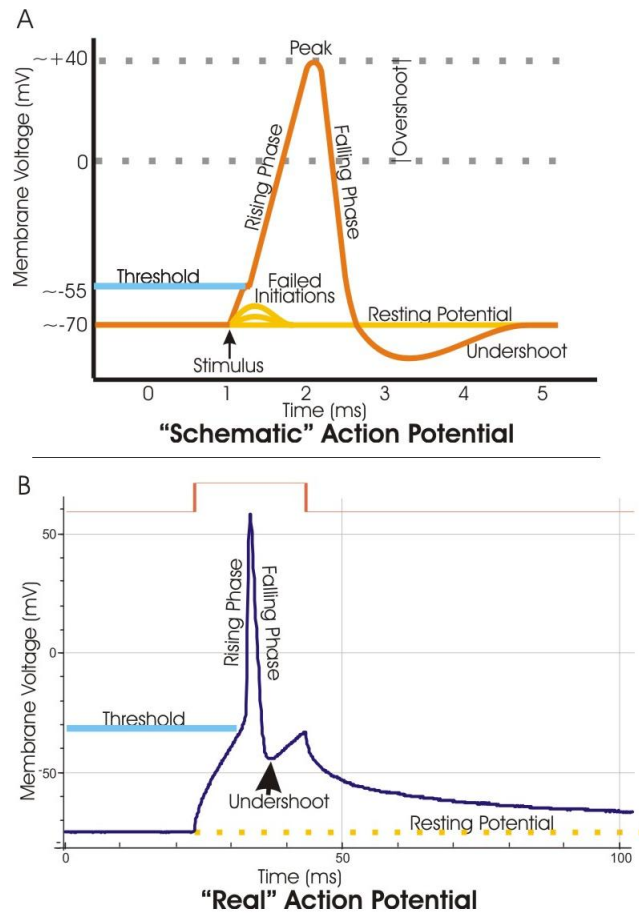 A
~+40
Peak
Overshoot
0
Membrane Voltage (mV)
Rising Phase
Falling Phase
Threshold
Failed
Initiations
~-55
Resting Potential
~-70
Undershoot
Stimulus
0 1 2 3 4 5
Time (ms)
“Schematic” Action Potential
B
50
Membrane Voltage (mV)
Rising Phase
Falling Phase
0
Threshold
-50
Undershoot
Resting Potential
0 50 100
Time (ms)
“Real” Action Potential